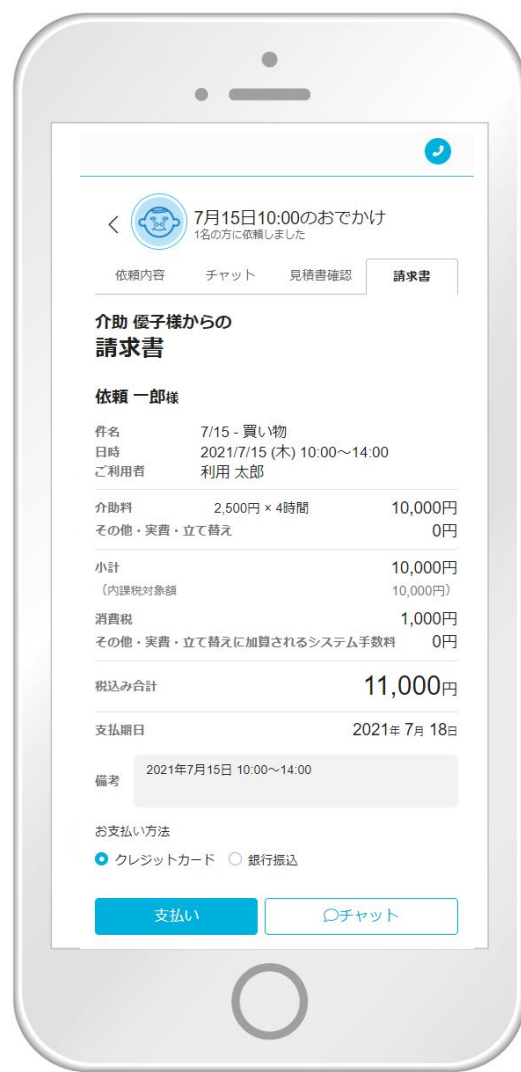 7月15日10:00のおでかけ
1名の方に依頼しました
依頼内容 チャット 見積書確認 請求書
介助 優子様からの
請求書
依頼 一郎様
件名 7/15 - 買い物
日時 2021/7/15 (木) 10:00～14:00
ご利用者 利用 太郎
介助料 2,500円 × 4時間 10,000円
その他・実費・立て替え 0円
小計 10,000円
（内課税対象額 10,000円）
消費税 1,000円
その他・実費・立て替えに加算されるシステム手数料 0円
税込み合計 11,000円
支払期日 2021年 7月 18日
備考 2021年7月15日 10:00～14:00
お支払い方法
クレジットカード 銀行振込
支払い チャット